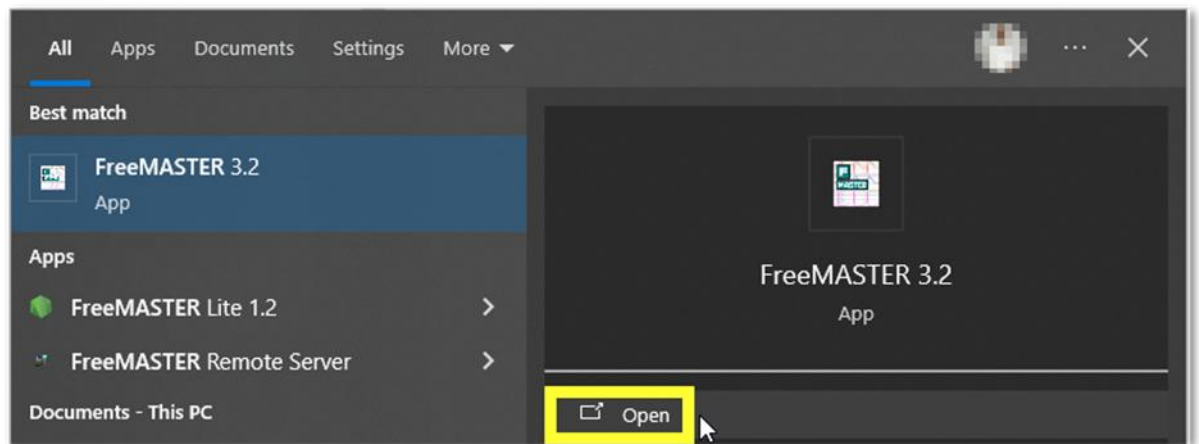 All Apps Documents Settings More
Best match
FreeMASTER 3.2
App
Apps
FreeMASTER Lite 1.2
FreeMASTER Remote Server
Documents - This PC
MASTER
FreeMASTER 3.2
App
Open